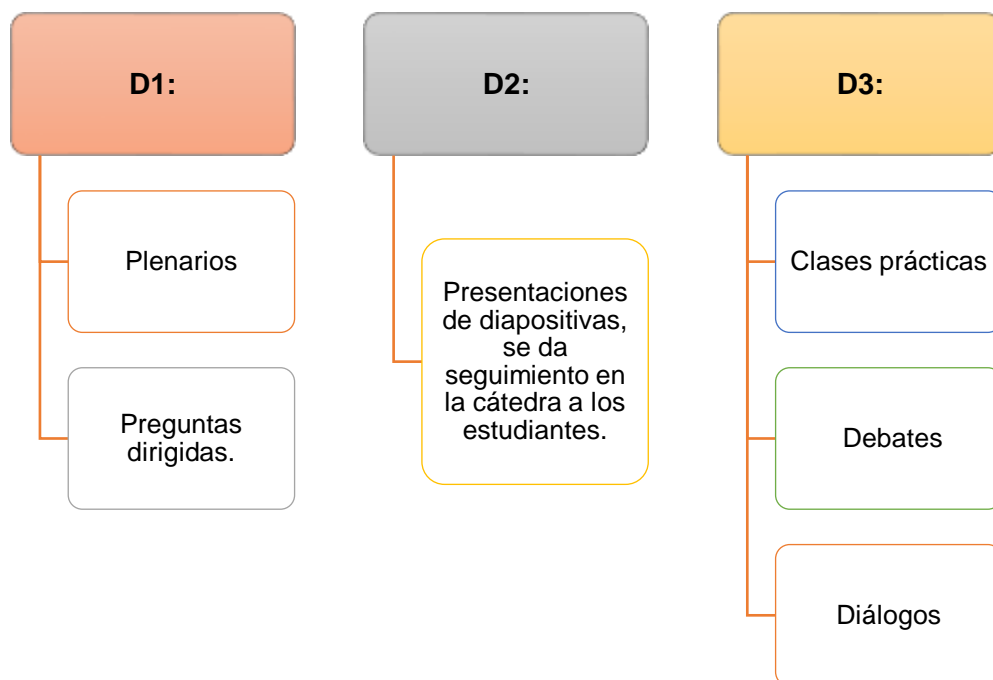 D1:
Plenarios
Preguntas
dirigidas.
D2:
Presentaciones
de diapositivas,
se da
seguimiento en
la cátedra a los
estudiantes.
D3:
Clases prácticas
Debates
Diálogos